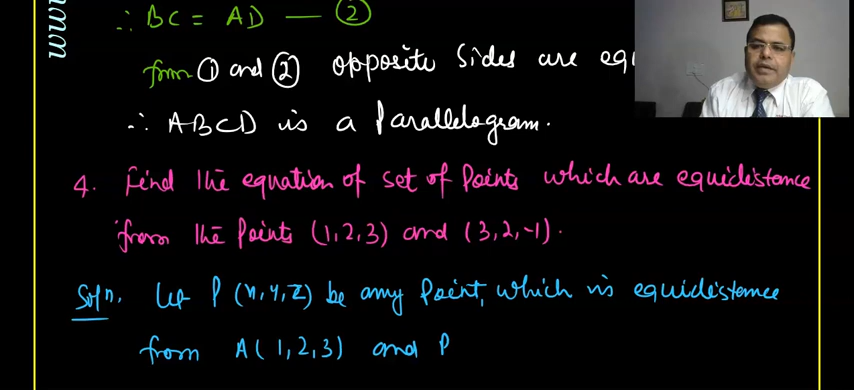 ∴ BC = AD — ②
from ① and ② opposite sides are
∴ ABCD is a Parallelogram.
4. Find the equation of set of Points which are equidistance
from the Points (1,2,3) and (3,2,-1).
Solⁿ. Let P (x,y,z) be any Point, which is equidistance
from A(1,2,3) and P
www